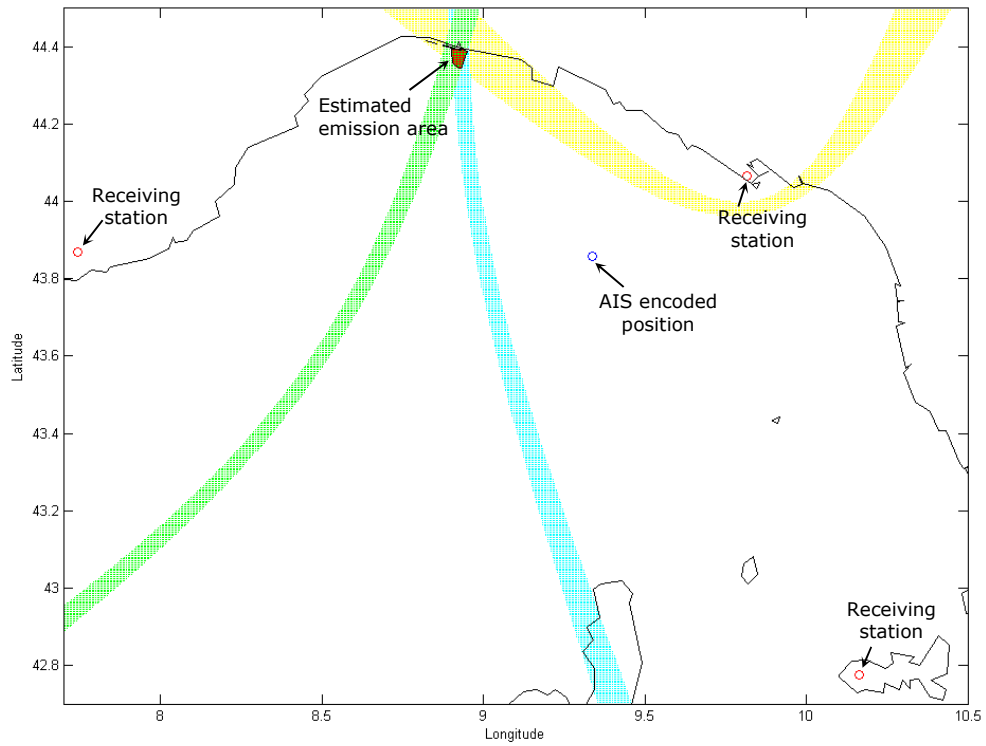 44.4
44.2
44
43.8
43.6
43.4
43.2
43
42.8
Latitude
Estimated
emission area
Receiving
station
Receiving
station
AIS encoded
position
Receiving
station
8
8.5
9
9.5
10
10.5
Longitude